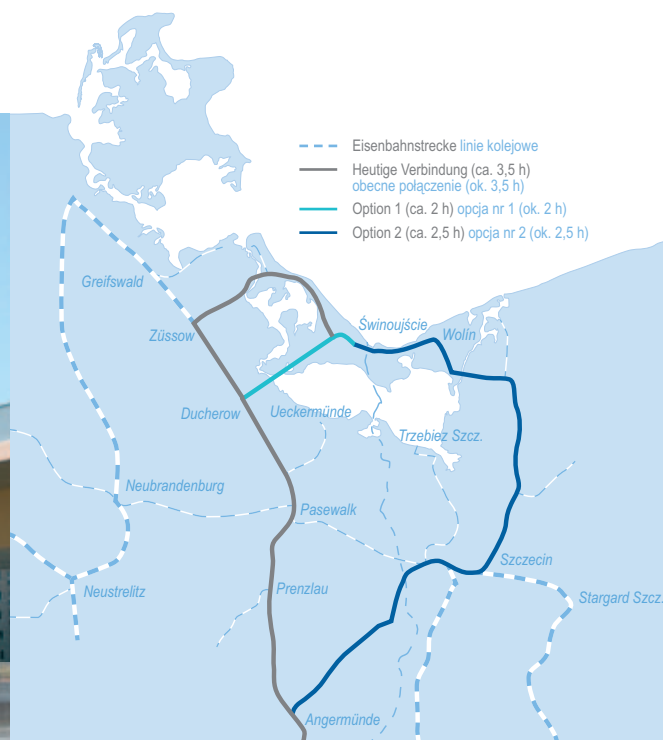 Eisenbahnstrecke linie kolejowe
Heutige Verbindung (ca. 3,5 h)
obecne połączenie (ok. 3,5 h)
Option 1 (ca. 2 h) opcja nr 1 (ok. 2 h)
Option 2 (ca. 2,5 h) opcja nr 2 (ok. 2,5 h)
Greifswald
Züssow
Świnoujście
Wolin
Ducherow
Ueckermünde
Trzebiez Szcz.
Neubrandenburg
Pasewalk
Szczecin
Neustrelitz
Prenzlau
Stargard Szcz.
Angermünde